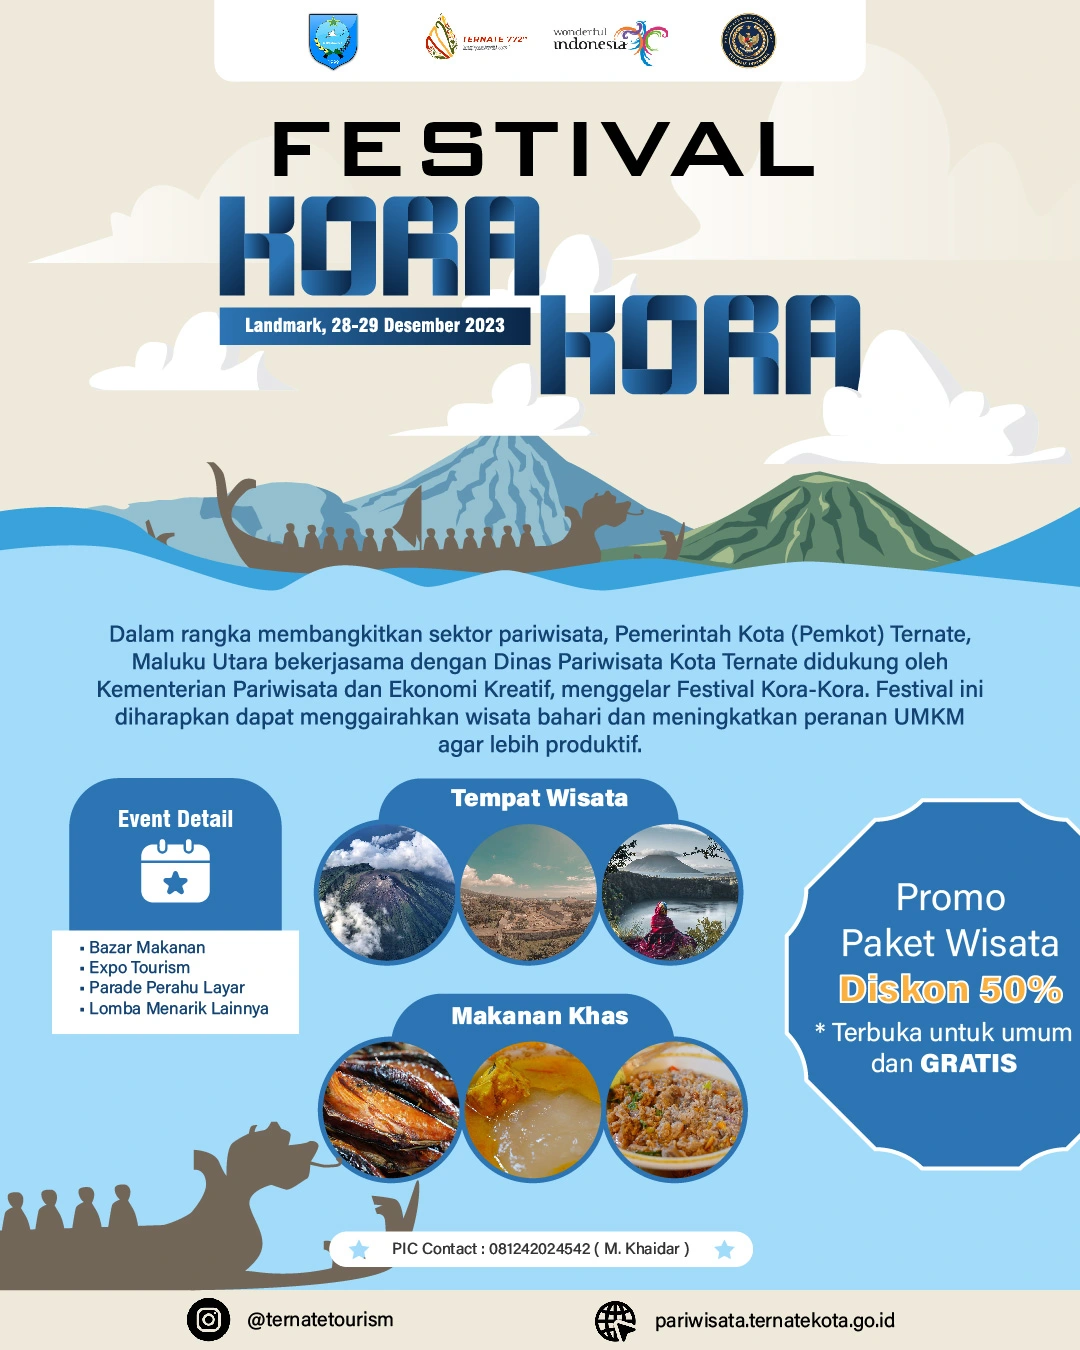 TERNATE 772"
wonderful
indonesia
FESTIVAL
KORA
Landmark, 28-29 Desember 2023
KORA
Dalam rangka membangkitkan sektor pariwisata, Pemerintah Kota (Pemkot) Ternate,
Maluku Utara bekerjasama dengan Dinas Pariwisata Kota Ternate didukung oleh
Kementerian Pariwisata dan Ekonomi Kreatif, menggelar Festival Kora-Kora. Festival ini
diharapkan dapat menggairahkan wisata bahari dan meningkatkan peranan UMKM
agar lebih produktif.
Event Detail
▪ Bazar Makanan
▪ Expo Tourism
▪ Parade Perahu Layar
▪ Lomba Menarik Lainnya
Tempat Wisata
Makanan Khas
Promo
Paket Wisata
Diskon 50%
* Terbuka untuk umum
dan GRATIS
PIC Contact : 081242024542 ( M. Khaidar )
@ternatetourism
pariwisata.ternatekota.go.id